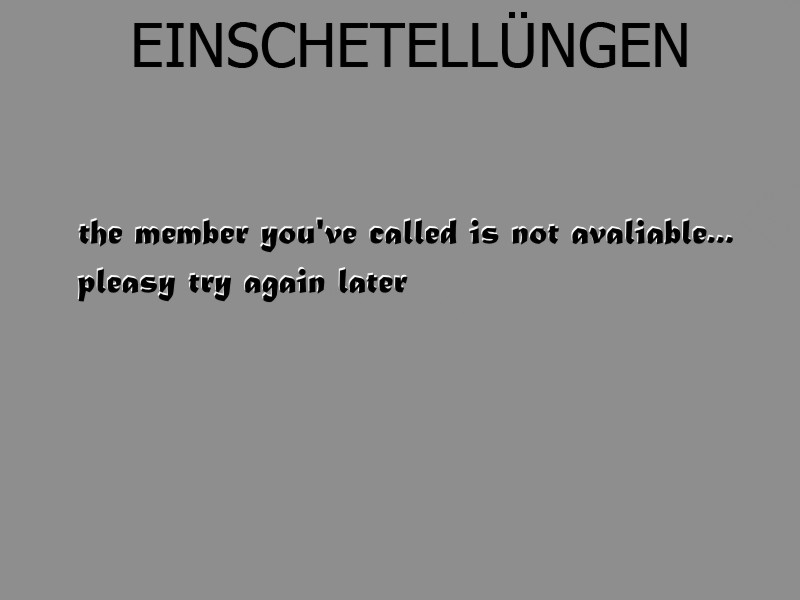 EINSCHETELLÜNGEN
the member you've called is not avaliable...
pleasy try again later